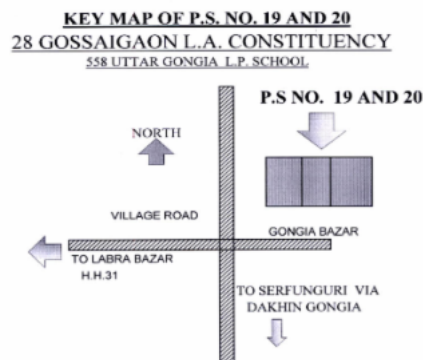 KEY MAP OF P.S. NO. 19 AND 20
28 GOSSAIGAON L.A. CONSTITUENCY
558 UTTAR GONGIA L.P. SCHOOL
P.S NO. 19 AND 20
NORTH
VILLAGE ROAD
GONGIA BAZAR
TO LABRA BAZAR
H.H.31
TO SERFUNGURI VIA
DAKHIN GONGIA